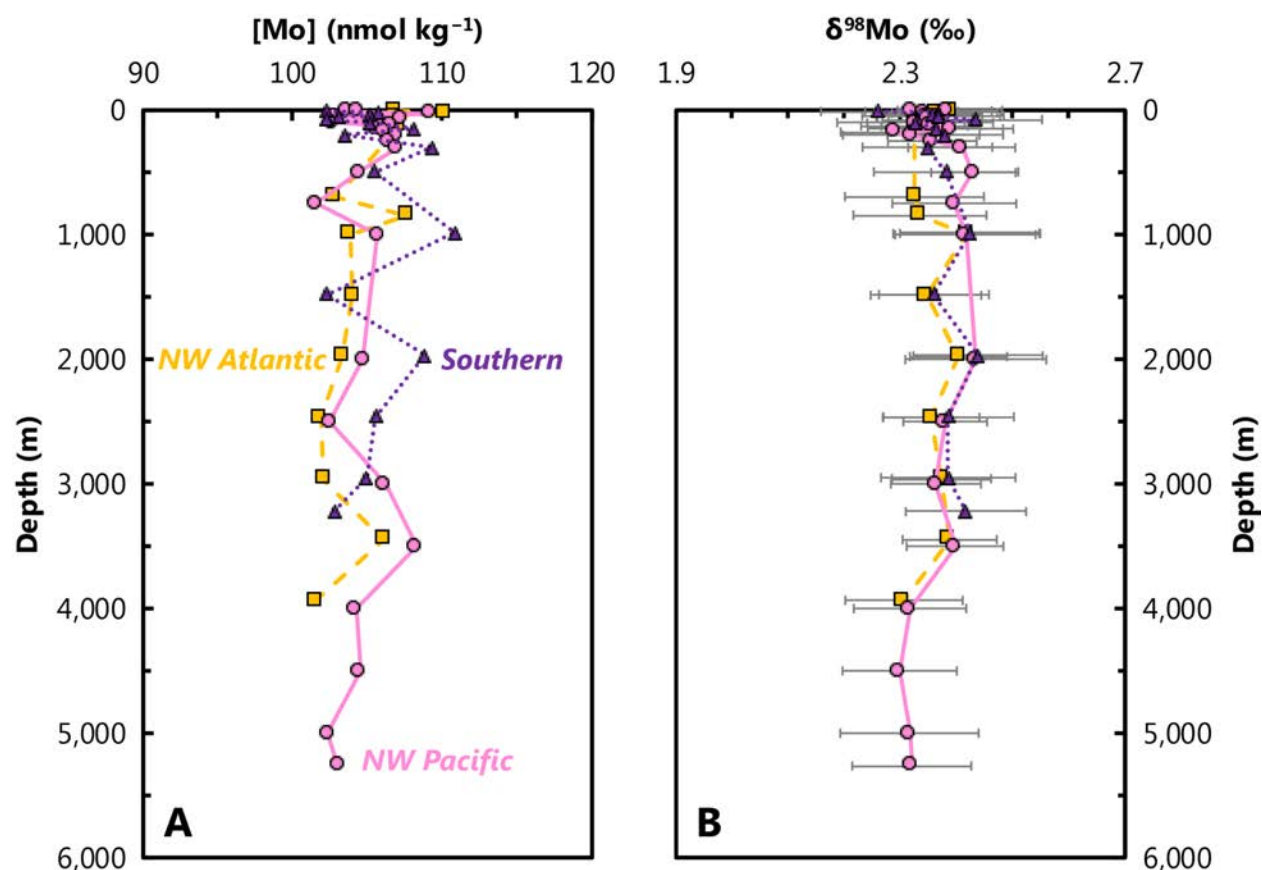 [Mo] (nmol kg⁻¹)
90 100 110 120
0
1,000
2,000
3,000
4,000
5,000
6,000
Depth (m)
NW Atlantic
Southern
NW Pacific
A
δ⁹⁸Mo (‰)
1.9 2.3 2.7
0
1,000
2,000
3,000
4,000
5,000
6,000
Depth (m)
B